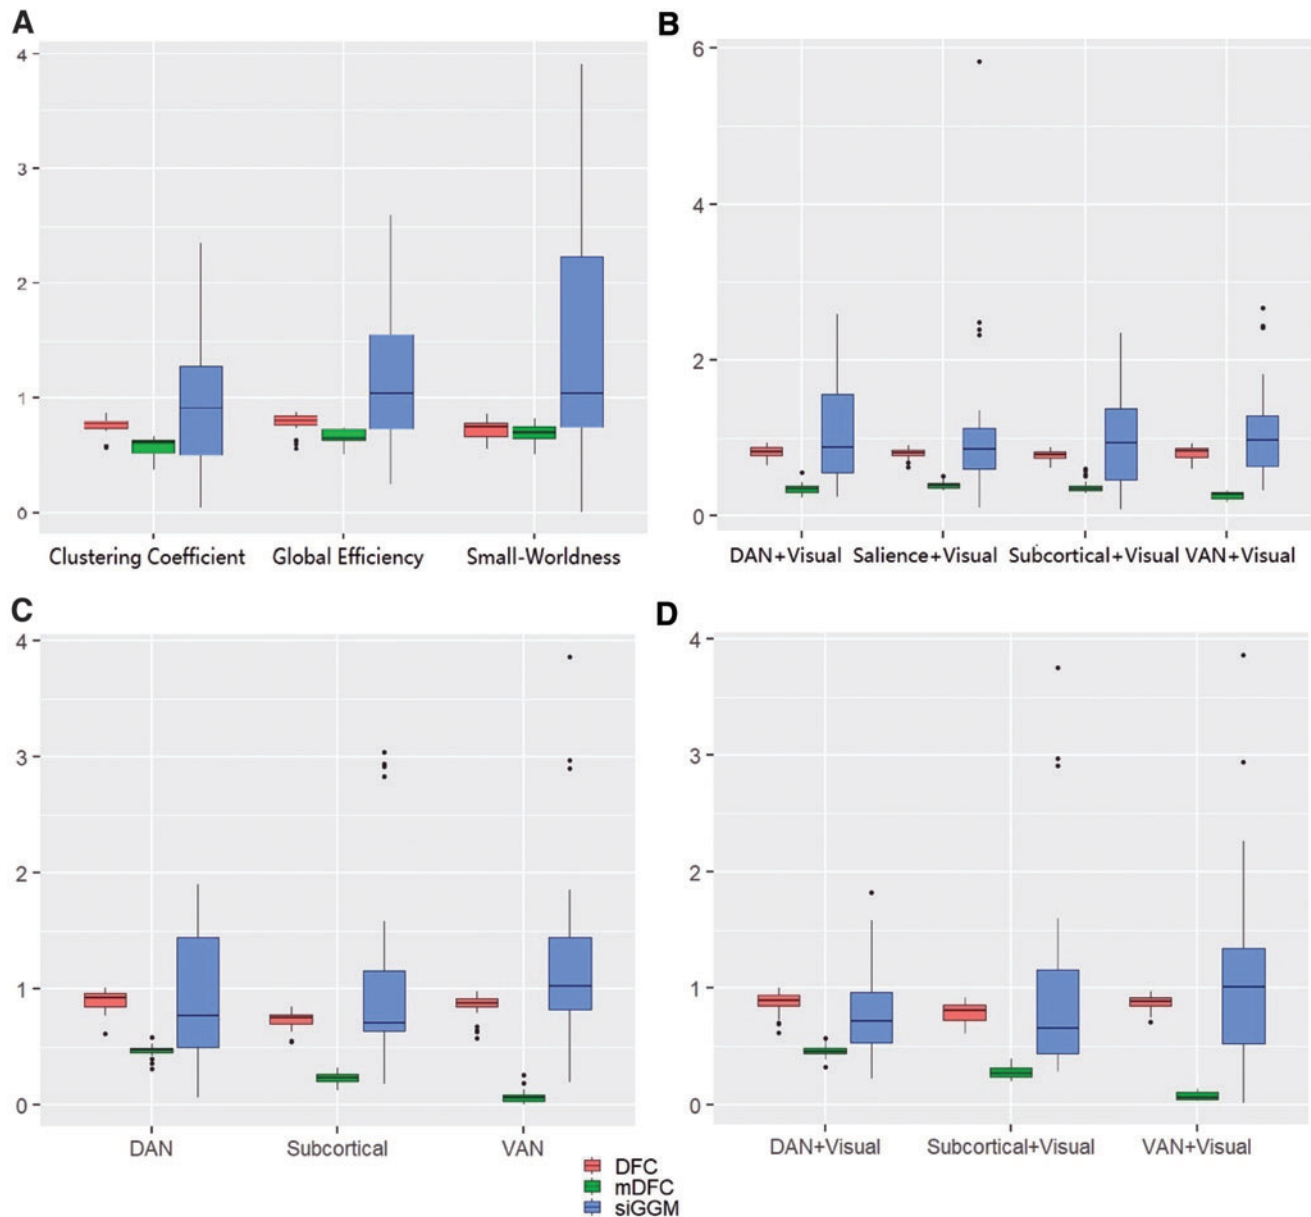 A
B
4
3
2
1
0
Clustering Coefficient Global Efficiency Small-Worldness
6
4
2
0
DAN+Visual Salience+Visual Subcortical+Visual VAN+Visual
C
D
4
3
2
1
0
DAN Subcortical VAN
4
3
2
1
0
DAN+Visual Subcortical+Visual VAN+Visual
DFC
mDFC
siGGM